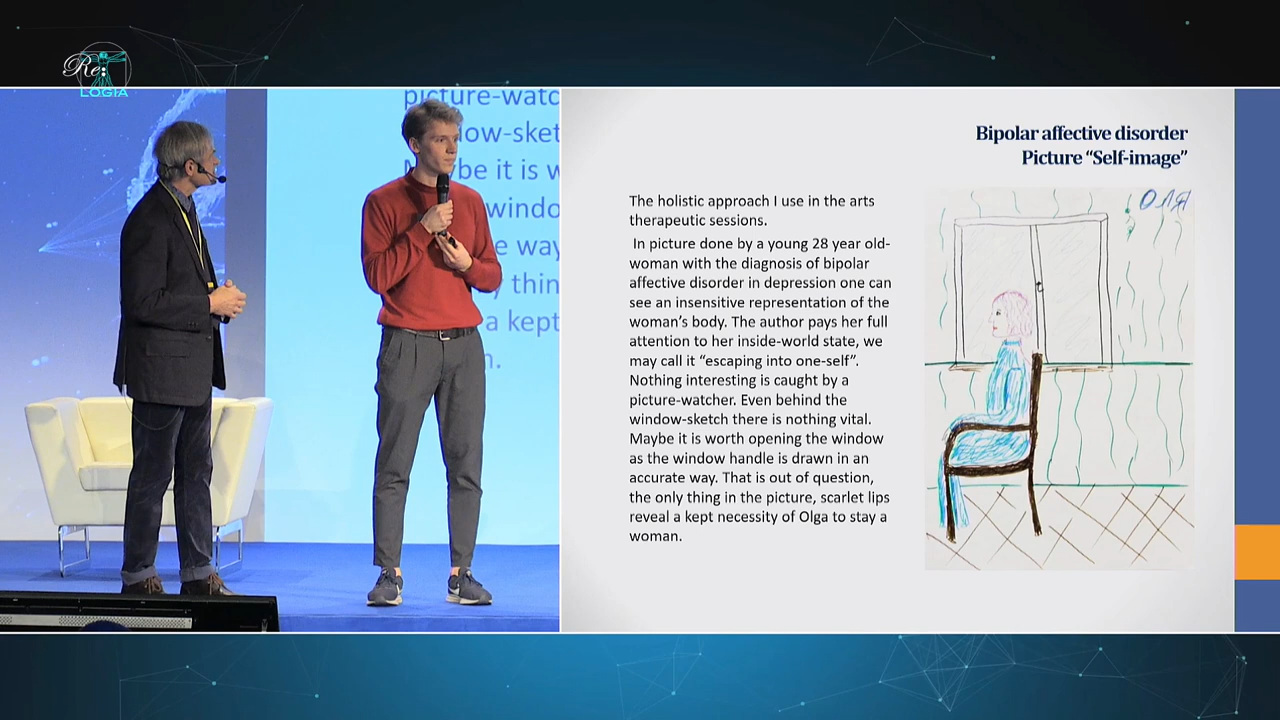 Re:
LOGIA
picture-watc
low-sket
Maybe it is w
windo
e way
y thin
a kept
n.
Bipolar affective disorder
Picture “Self-image”
The holistic approach I use in the arts
therapeutic sessions.
In picture done by a young 28 year old-
woman with the diagnosis of bipolar
affective disorder in depression one can
see an insensitive representation of the
woman’s body. The author pays her full
attention to her inside-world state, we
may call it “escaping into one-self”.
Nothing interesting is caught by a
picture-watcher. Even behind the
window-sketch there is nothing vital.
Maybe it is worth opening the window
as the window handle is drawn in an
accurate way. That is out of question,
the only thing in the picture, scarlet lips
reveal a kept necessity of Olga to stay a
woman.
ОЛЯ